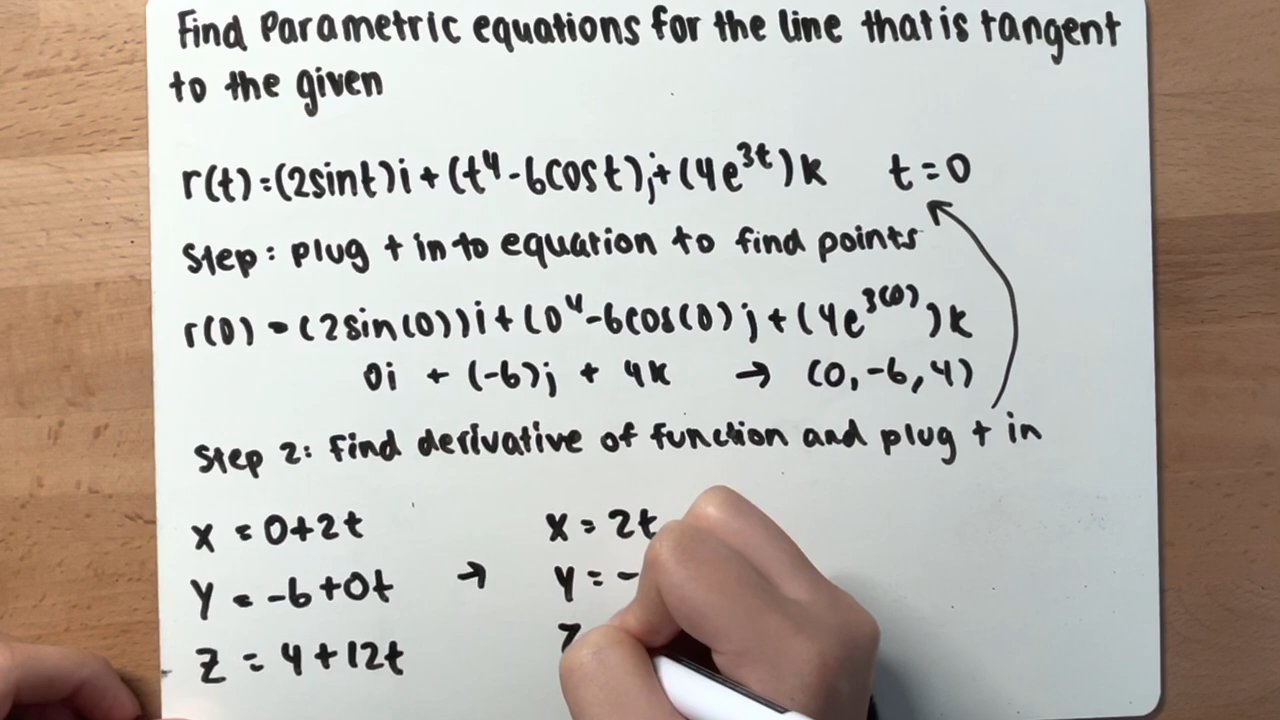 Find Parametric equations for the line that is tangent
to the given
r(t)=(2sint)i+(t⁴-6cost)j+(4e³ᵗ)k t=0
Step: plug t in to equation to find points
r(0)=(2sin(0))i+(0⁴-6cos(0)j+(4e³⁽⁰⁾)k
0i + (-6)j + 4k → (0,-6,4)
Step 2: Find derivative of function and plug t in
X = 0+2t X = 2t
Y = -6+0t → Y = -
Z = 4+12t Z